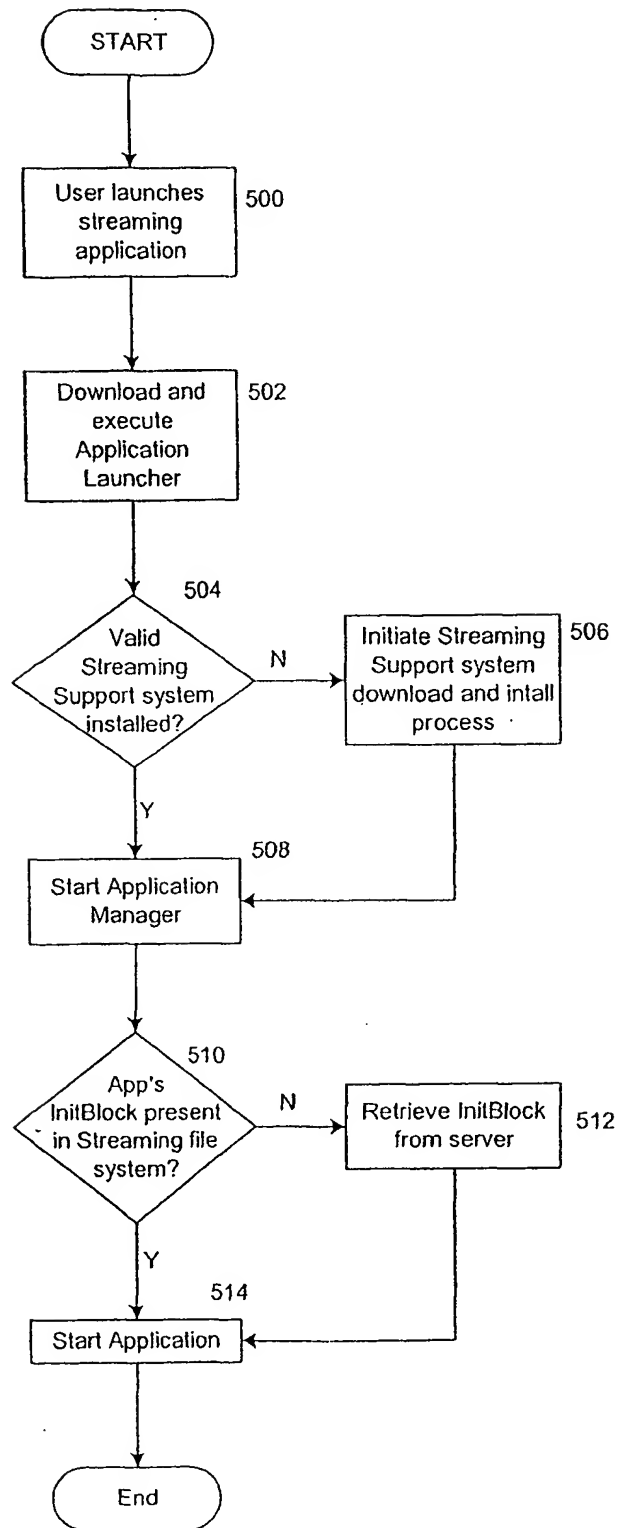 START
User launches
streaming
application
500
Download and
execute
Application
Launcher
502
504
Valid
Streaming
Support system
installed?
N
Initiate Streaming
Support system
download and intall
process
506
Y
508
Start Application
Manager
510
App's
InitBlock present
in Streaming file
system?
N
Retrieve InitBlock
from server
512
Y
514
Start Application
End